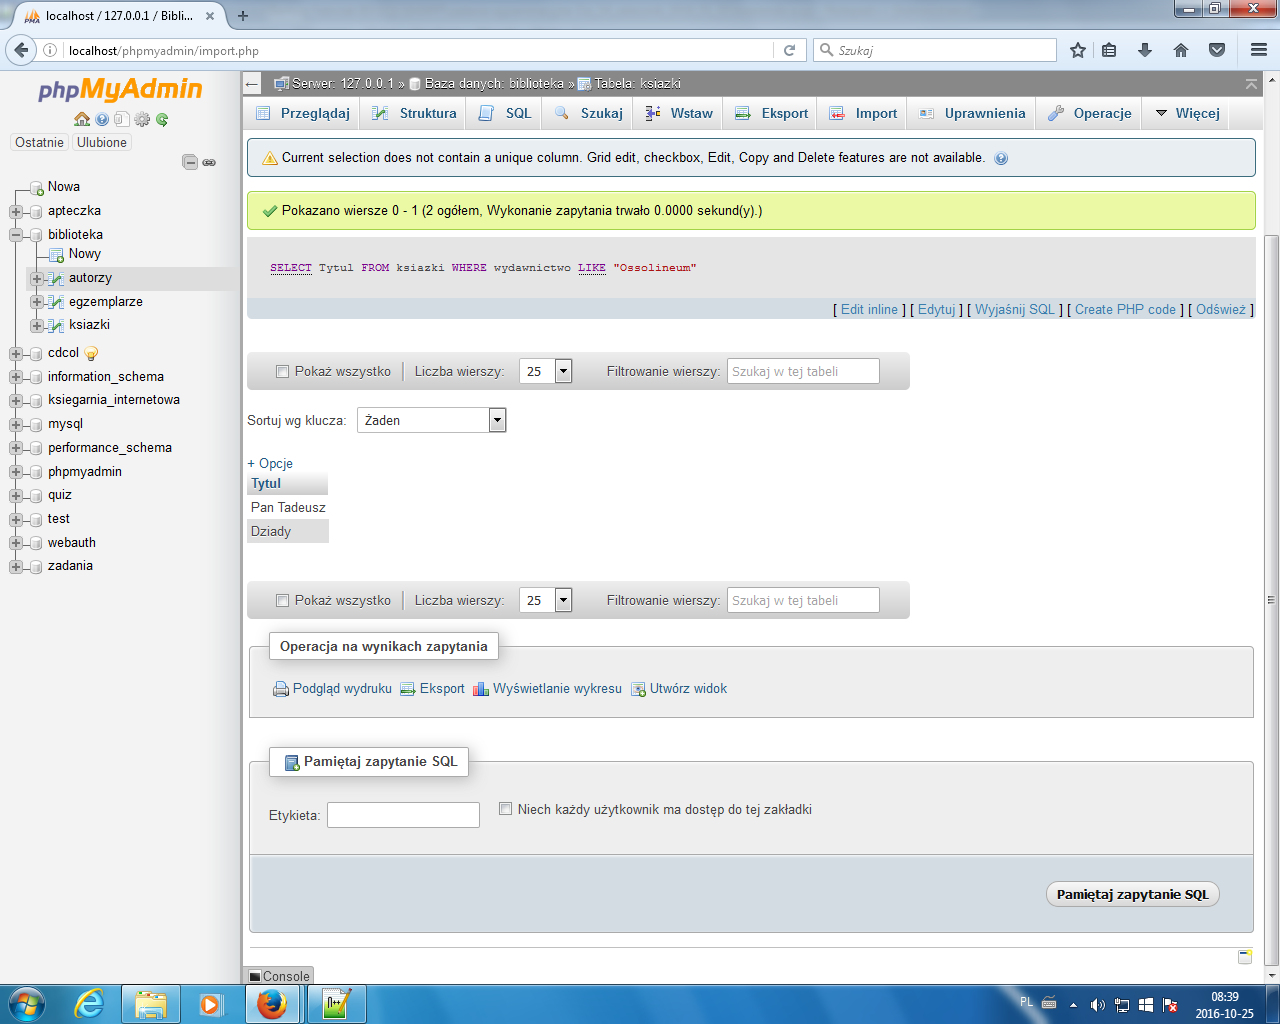 localhost / 127.0.0.1 / Bibli...
localhost/phpmyadmin/import.php
Szukaj
phpMyAdmin
Ostatnie
Ulubione
Nowa
apteczka
biblioteka
Nowy
autorzy
egzemplarze
ksiazki
cdcol
information_schema
ksiegarnia_internetowa
mysql
performance_schema
phpmyadmin
quiz
test
webauth
zadania
Serwer: 127.0.0.1 » Baza danych: biblioteka » Tabela: ksiazki
Przeglądaj Struktura SQL Szukaj Wstaw Eksport Import Uprawnienia Operacje Więcej
Current selection does not contain a unique column. Grid edit, checkbox, Edit, Copy and Delete features are not available.
Pokazano wiersze 0 - 1 (2 ogółem, Wykonanie zapytania trwało 0.0000 sekund(y).)
SELECT Tytul FROM ksiazki WHERE wydawnictwo LIKE "Ossolineum"
[ Edit inline ] [ Edytuj ] [ Wyjaśnij SQL ] [ Create PHP code ] [ Odśwież ]
Pokaż wszystko Liczba wierszy: 25 Filtrowanie wierszy: Szukaj w tej tabeli
Sortuj wg klucza: Żaden
+ Opcje
Tytul
Pan Tadeusz
Dziady
Pokaż wszystko Liczba wierszy: 25 Filtrowanie wierszy: Szukaj w tej tabeli
Operacja na wynikach zapytania
Podgląd wydruku Eksport Wyświetlanie wykresu Utwórz widok
Pamiętaj zapytanie SQL
Etykieta: Niech każdy użytkownik ma dostęp do tej zakładki
Pamiętaj zapytanie SQL
Console
PL
08:39
2016-10-25